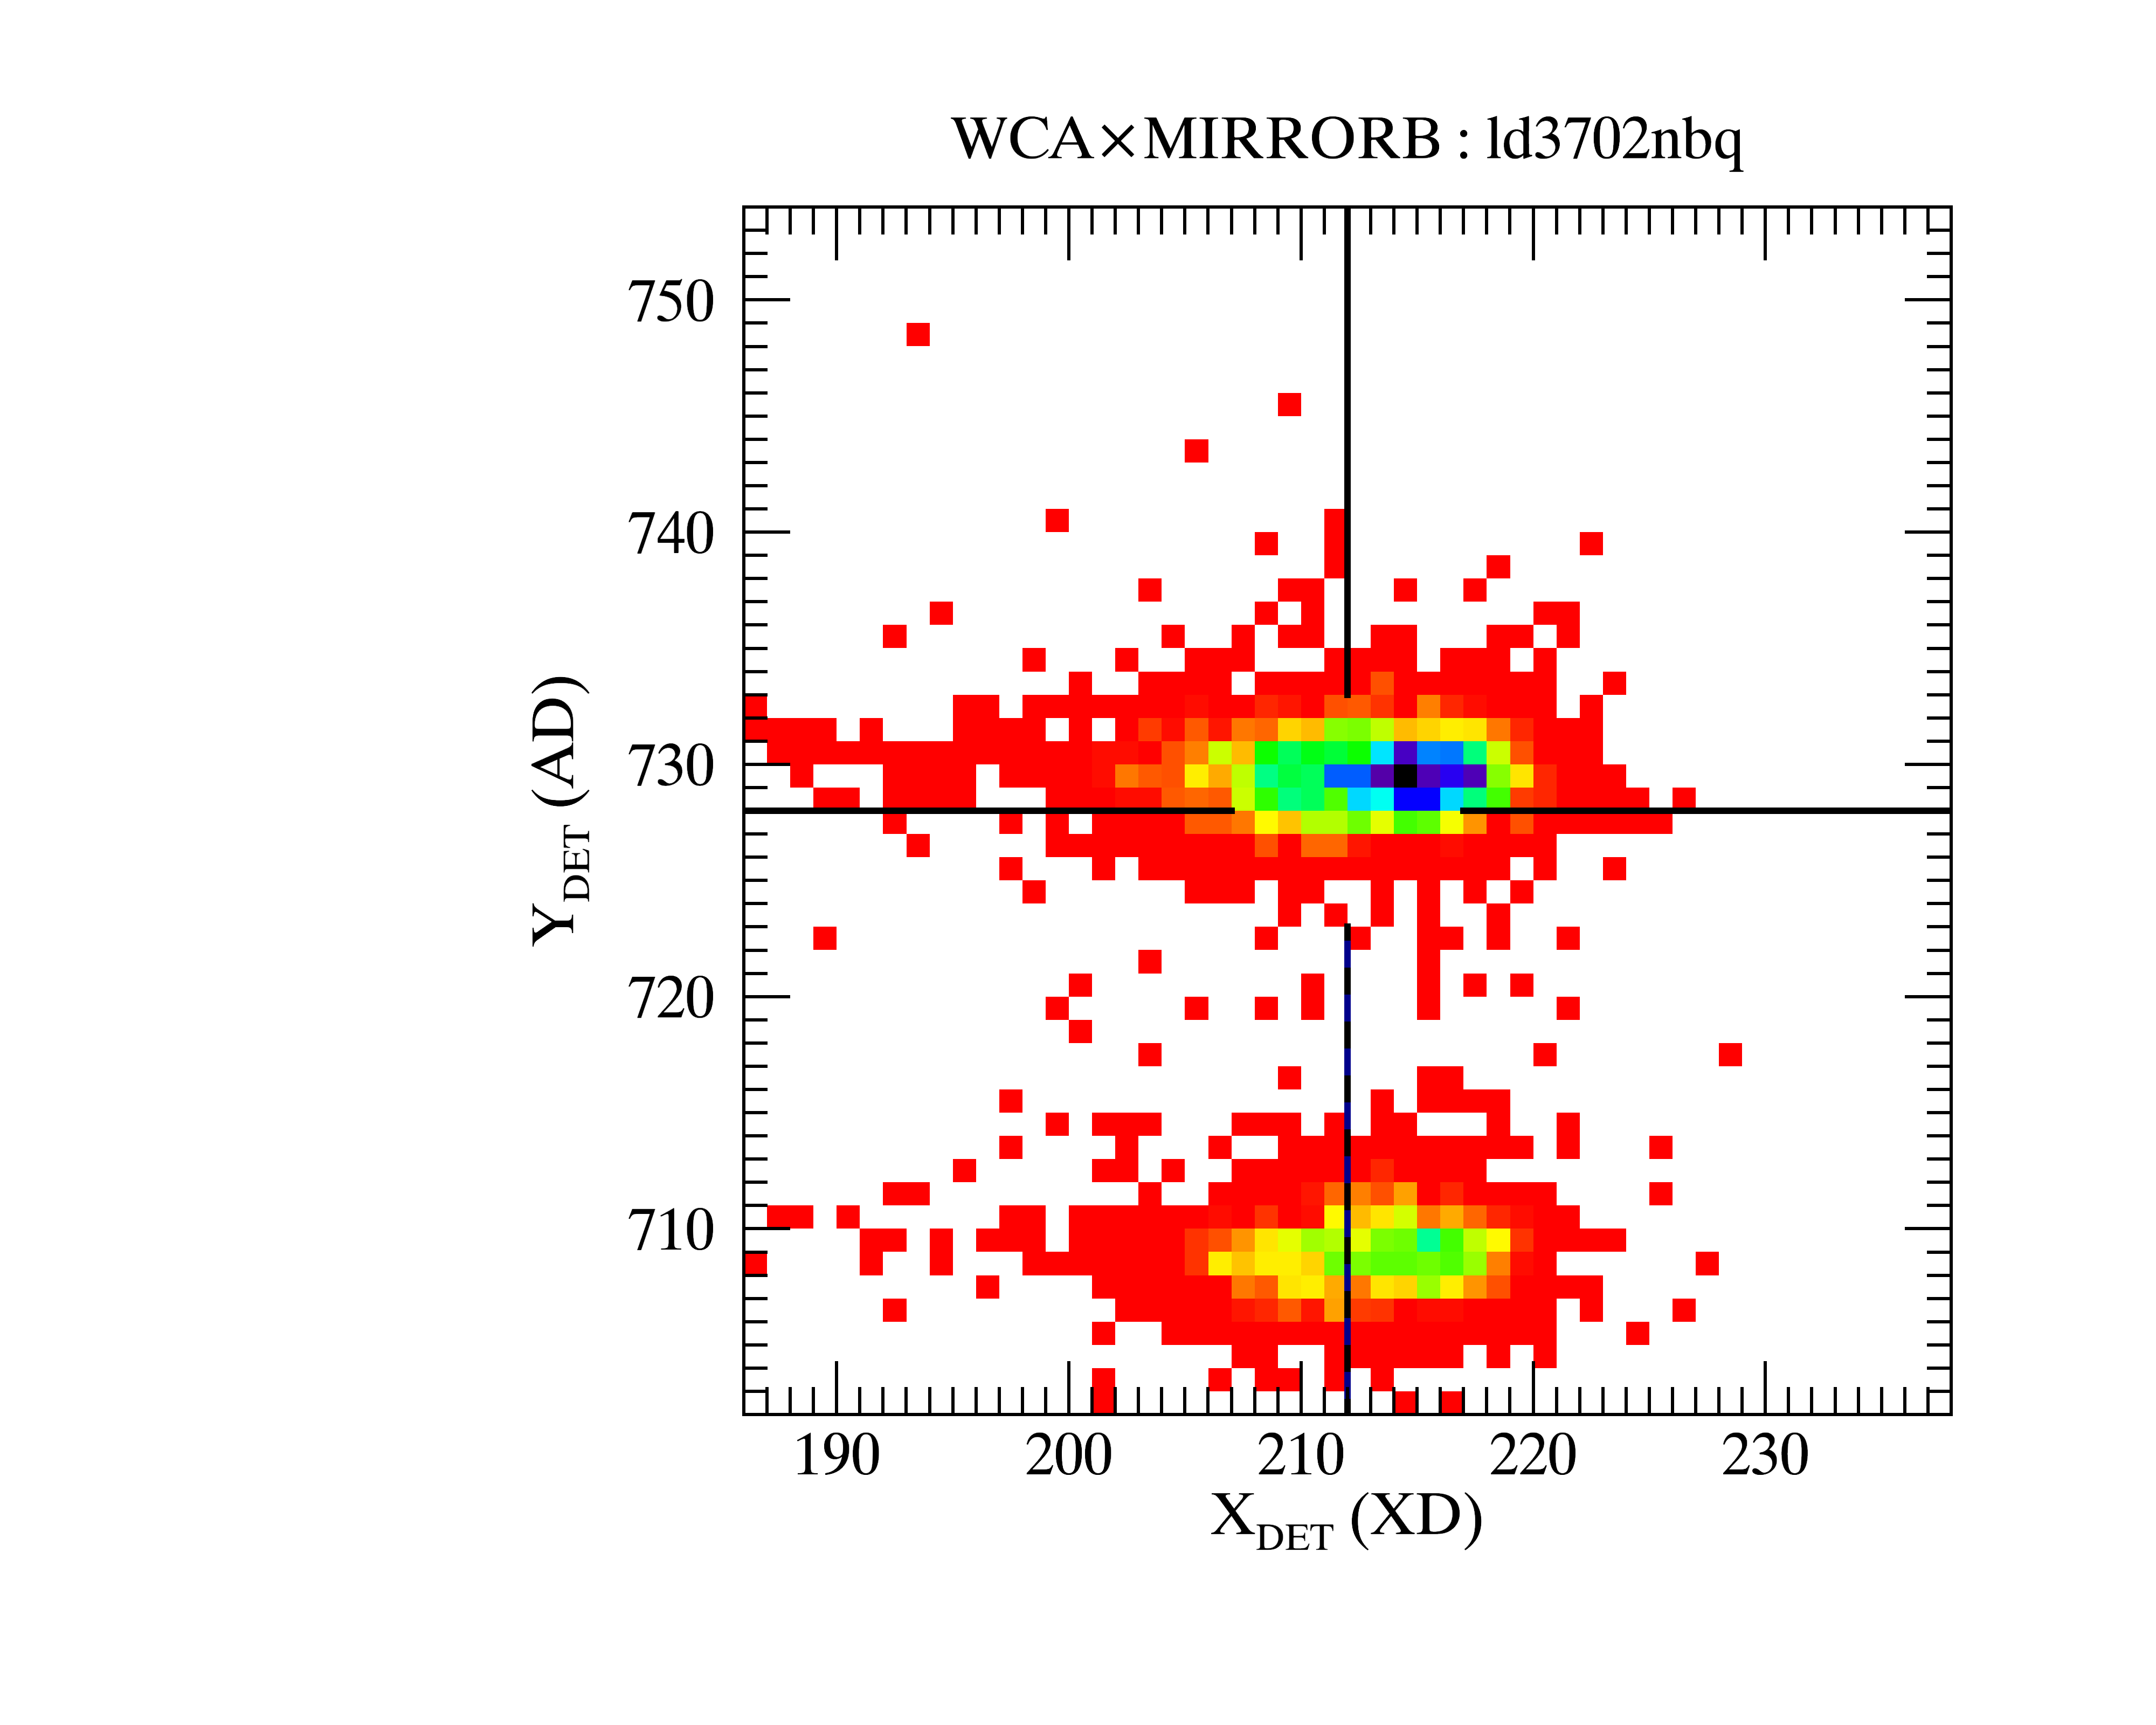 WCA×MIRRORB : ld3702nbq
750
740
730
720
710
Y_DET (AD)
190 200 210 220 230
X_DET (XD)